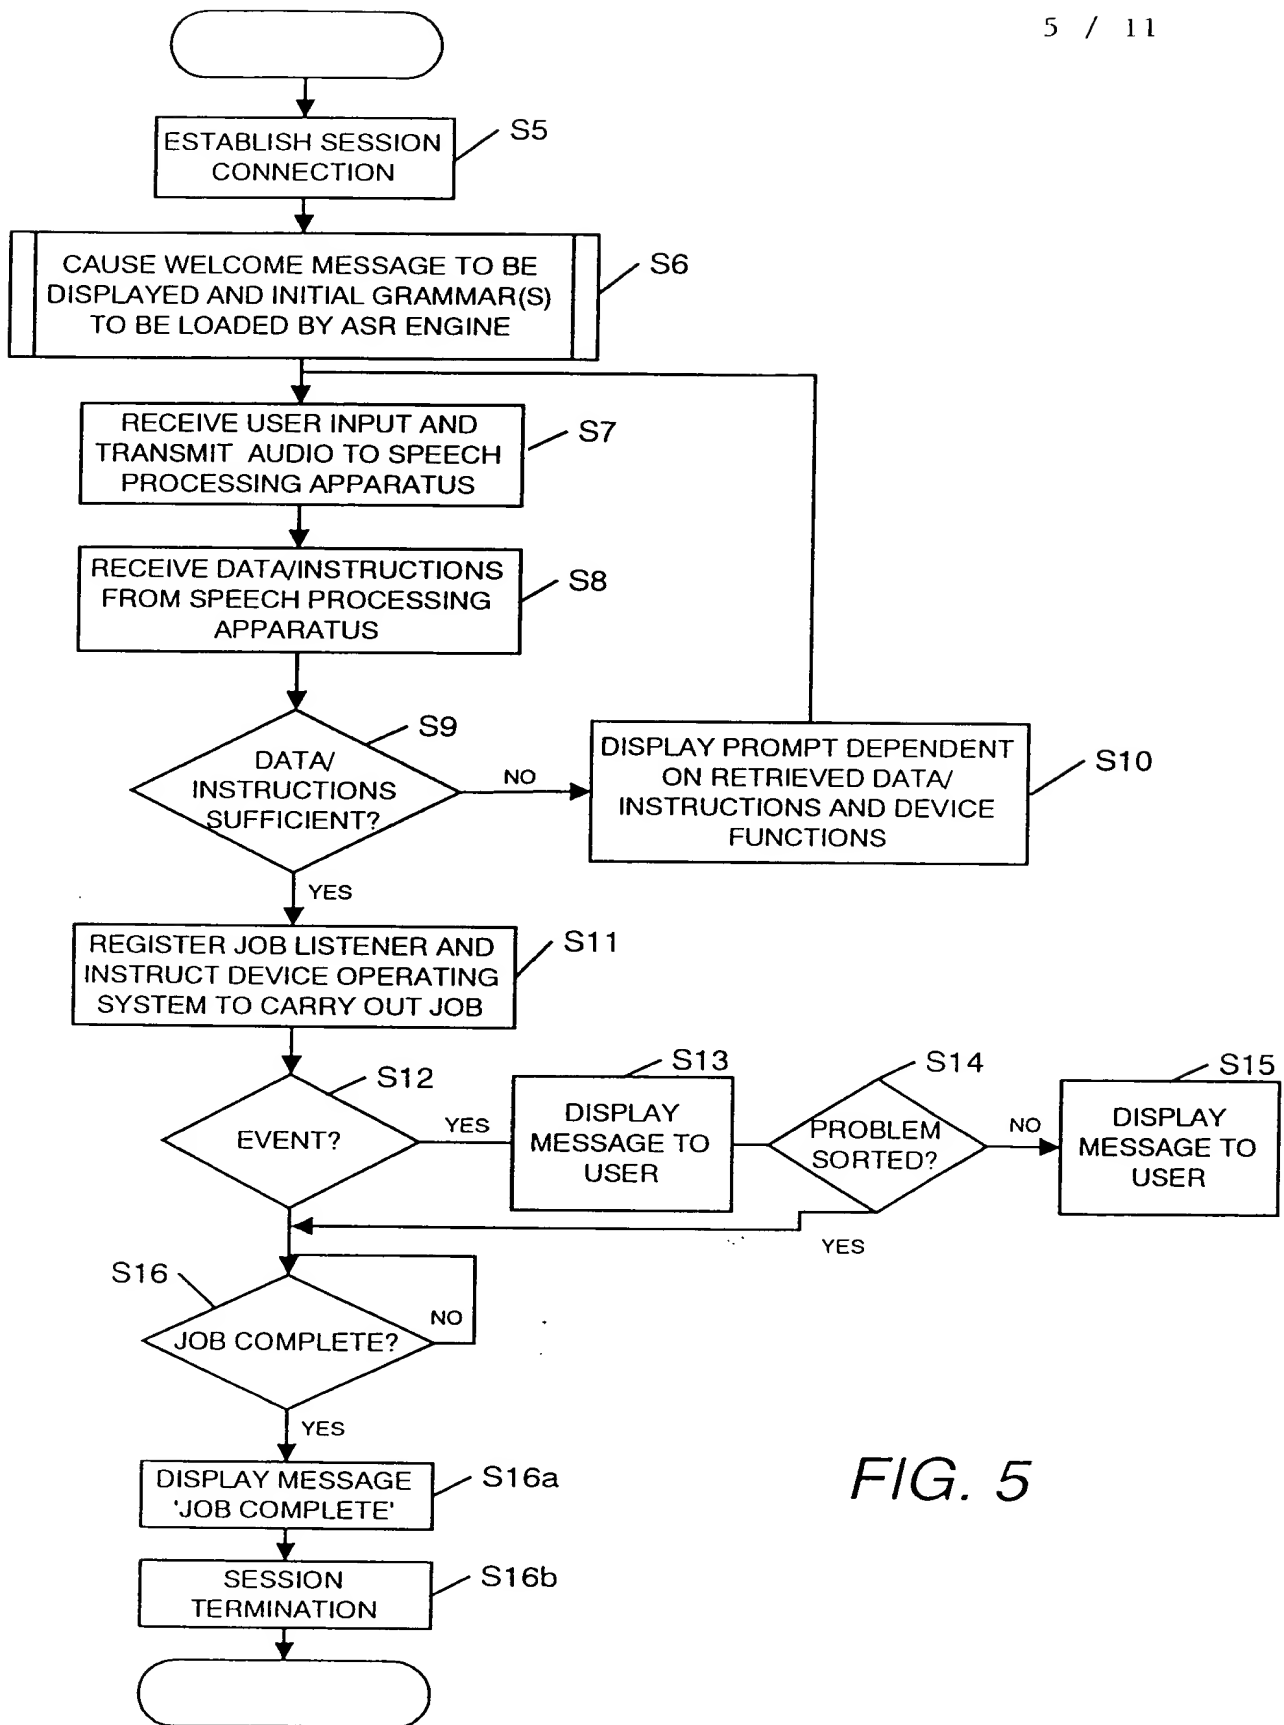 5 / 11
ESTABLISH SESSION
CONNECTION
S5
CAUSE WELCOME MESSAGE TO BE
DISPLAYED AND INITIAL GRAMMAR(S)
TO BE LOADED BY ASR ENGINE
S6
RECEIVE USER INPUT AND
TRANSMIT AUDIO TO SPEECH
PROCESSING APPARATUS
S7
RECEIVE DATA/INSTRUCTIONS
FROM SPEECH PROCESSING
APPARATUS
S8
DATA/
INSTRUCTIONS
SUFFICIENT?
S9
NO
DISPLAY PROMPT DEPENDENT
ON RETRIEVED DATA/
INSTRUCTIONS AND DEVICE
FUNCTIONS
S10
YES
REGISTER JOB LISTENER AND
INSTRUCT DEVICE OPERATING
SYSTEM TO CARRY OUT JOB
S11
EVENT?
S12
YES
DISPLAY
MESSAGE TO
USER
S13
PROBLEM
SORTED?
S14
NO
DISPLAY
MESSAGE TO
USER
S15
YES
S16
JOB COMPLETE?
NO
YES
DISPLAY MESSAGE
'JOB COMPLETE'
S16a
SESSION
TERMINATION
S16b
FIG. 5